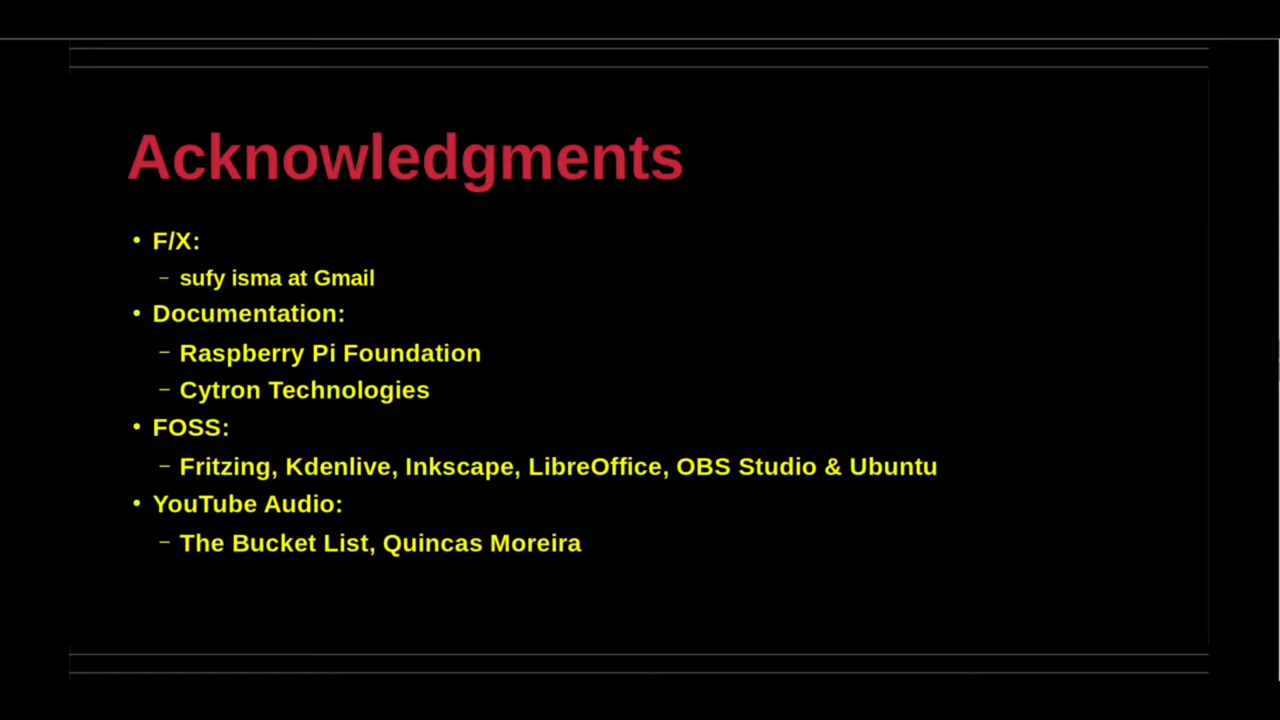 Acknowledgments
• F/X:
– sufy isma at Gmail
• Documentation:
– Raspberry Pi Foundation
– Cytron Technologies
• FOSS:
– Fritzing, Kdenlive, Inkscape, LibreOffice, OBS Studio & Ubuntu
• YouTube Audio:
– The Bucket List, Quincas Moreira